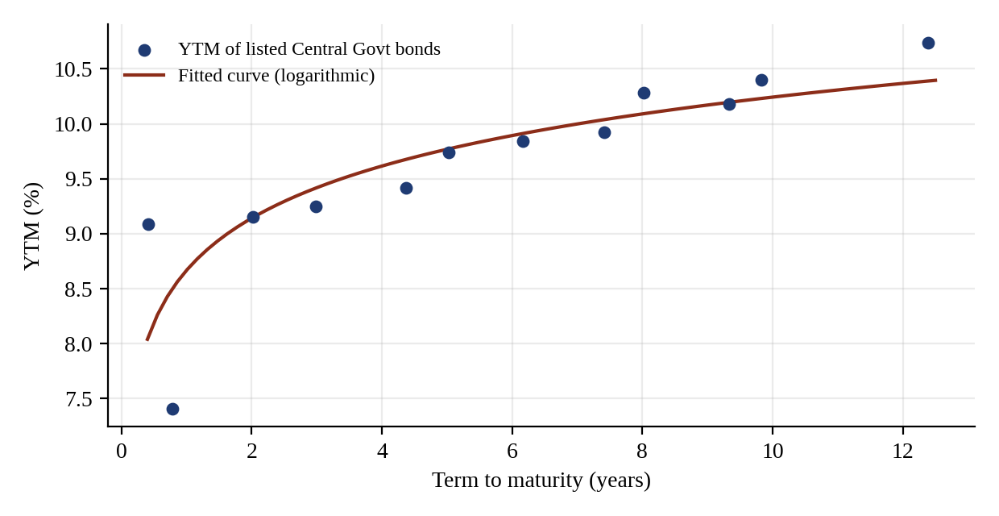 YTM of listed Central Govt bonds
Fitted curve (logarithmic)
YTM (%)
10.5
10.0
9.5
9.0
8.5
8.0
7.5
0 2 4 6 8 10 12
Term to maturity (years)